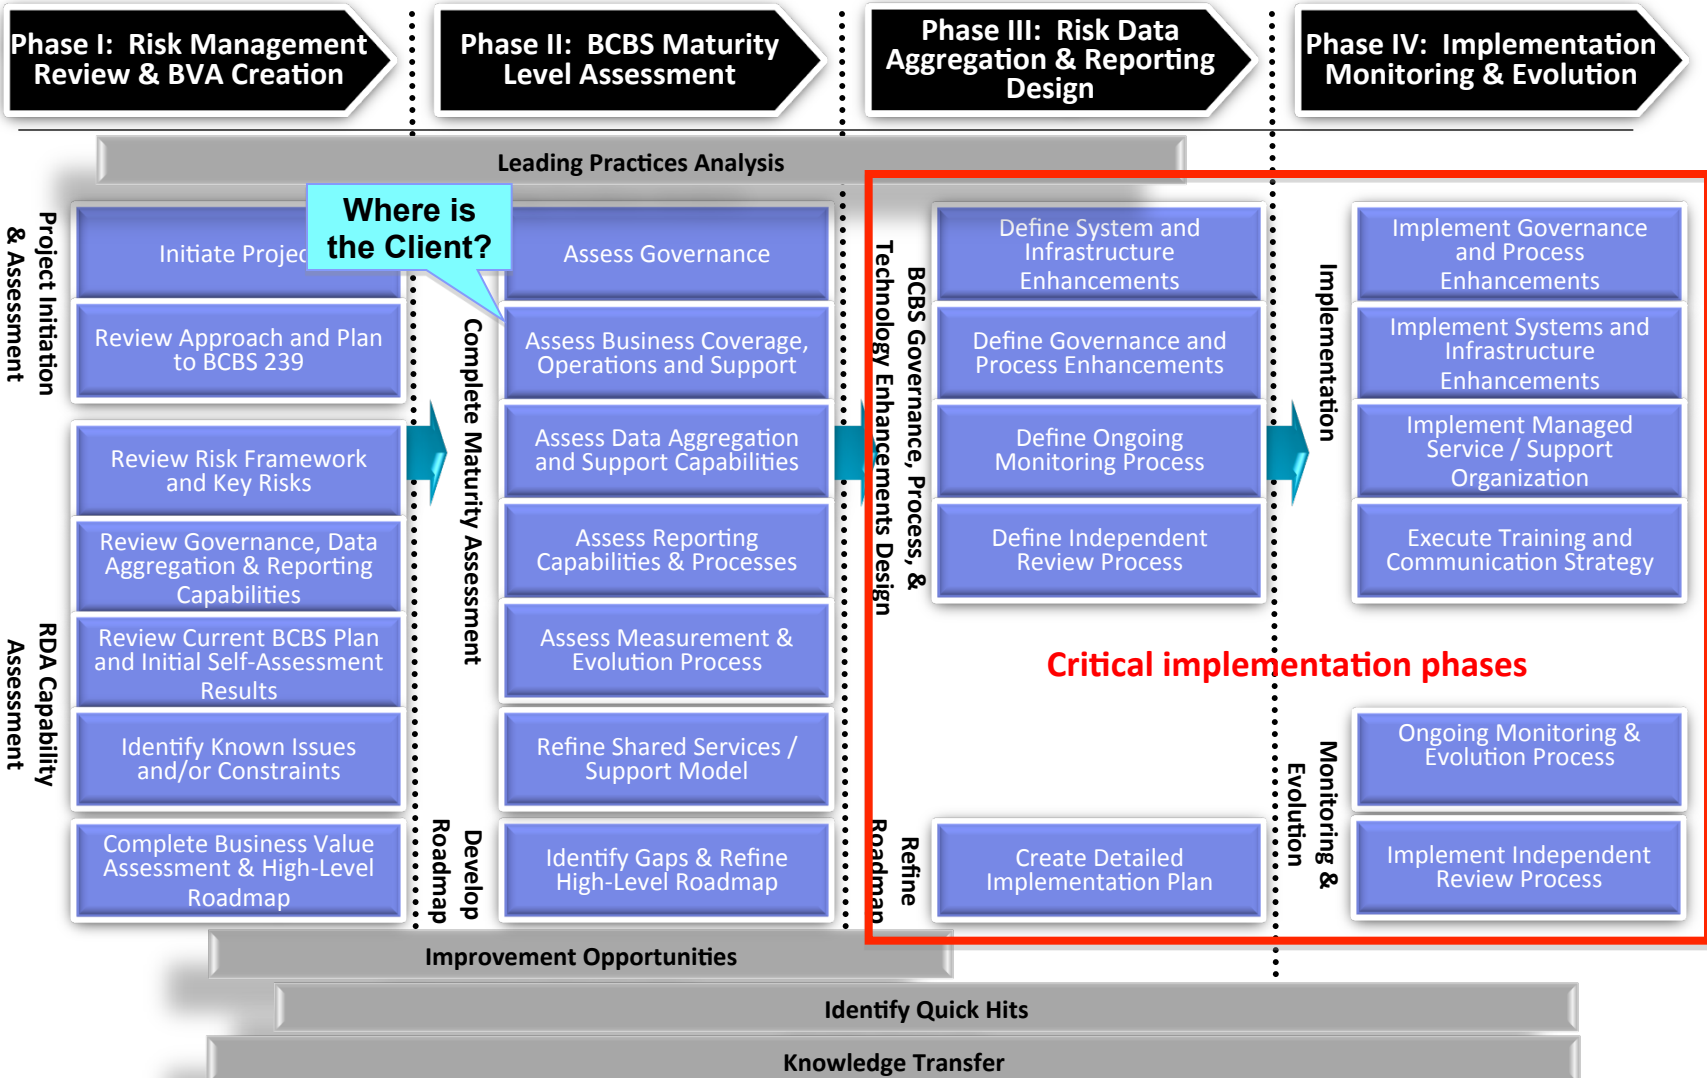 Phase I: Risk Management
Review & BVA Creation
Phase II: BCBS Maturity
Level Assessment
Phase III: Risk Data
Aggregation & Reporting
Design
Phase IV: Implementation
Monitoring & Evolution
Leading Practices Analysis
Where is
the Client?
Project Initiation
& Assessment
Initiate Projec
Review Approach and Plan
to BCBS 239
RDA Capability
Assessment
Review Risk Framework
and Key Risks
Review Governance, Data
Aggregation & Reporting
Capabilities
Review Current BCBS Plan
and Initial Self-Assessment
Results
Identify Known Issues
and/or Constraints
Complete Business Value
Assessment & High-Level
Roadmap
Complete Maturity Assessment
Assess Governance
Assess Business Coverage,
Operations and Support
Assess Data Aggregation
and Support Capabilities
Assess Reporting
Capabilities & Processes
Assess Measurement &
Evolution Process
Refine Shared Services /
Support Model
Develop
Roadmap
Identify Gaps & Refine
High-Level Roadmap
BCBS Governance, Process, &
Technology Enhancements Design
Define System and
Infrastructure
Enhancements
Define Governance and
Process Enhancements
Define Ongoing
Monitoring Process
Define Independent
Review Process
Refine
Roadmap
Create Detailed
Implementation Plan
Implementation
Implement Governance
and Process
Enhancements
Implement Systems and
Infrastructure
Enhancements
Implement Managed
Service / Support
Organization
Execute Training and
Communication Strategy
Critical implementation phases
Monitoring &
Evolution
Ongoing Monitoring &
Evolution Process
Implement Independent
Review Process
Improvement Opportunities
Identify Quick Hits
Knowledge Transfer